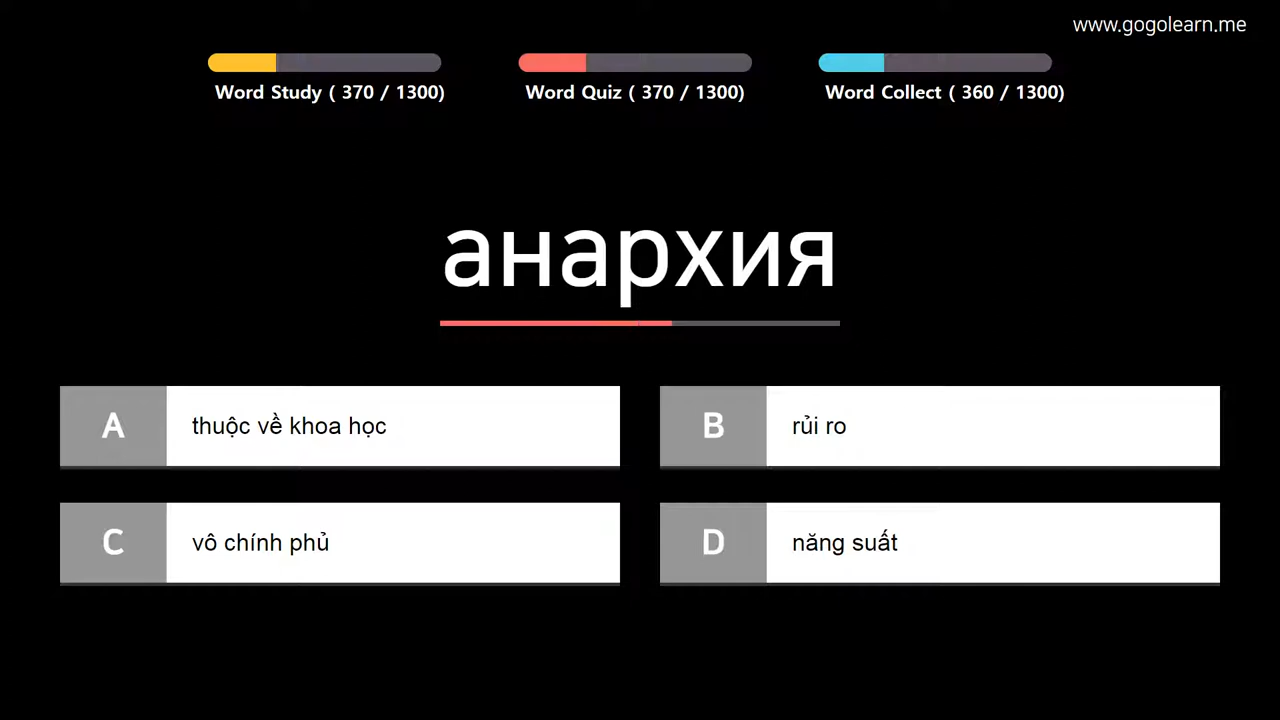 www.gogolearn.me
Word Study ( 370 / 1300)
Word Quiz ( 370 / 1300)
Word Collect ( 360 / 1300)
анархия
A thuộc về khoa học
B rủi ro
C vô chính phủ
D năng suất